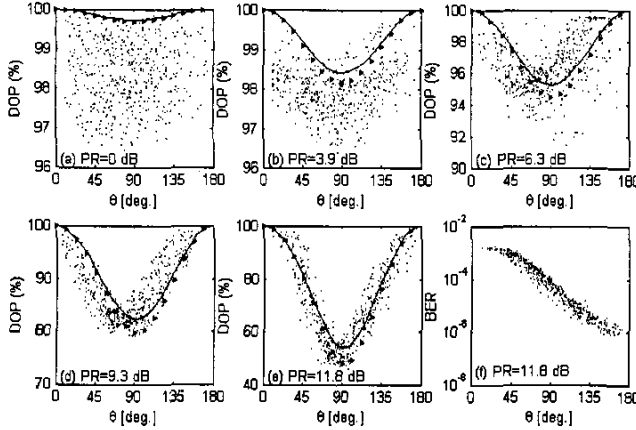 100
99
98
97
96
DOP (%)
(a) PR=0 dB
0 45 90 135 180
θ [deg.]
100
99
98
97
96
DOP (%)
(b) PR=3.9 dB
0 45 90 135 180
θ [deg.]
100
98
96
94
92
90
DOP (%)
(c) PR=6.3 dB
0 45 90 135 180
θ [deg.]
100
90
80
70
DOP (%)
(d) PR=9.3 dB
0 45 90 135 180
θ [deg.]
100
80
60
40
DOP (%)
(e) PR=11.8 dB
0 45 90 135 180
θ [deg.]
10-2
10-4
10-6
10-8
BER
(f) PR=11.8 dB
0 45 90 135 180
θ [deg.]